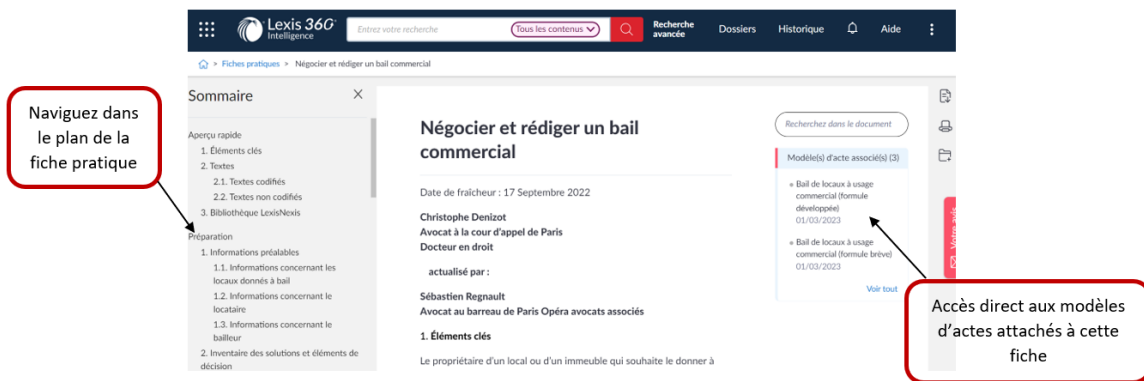 Lexis 360
Intelligence
Entrez votre recherche
Tous les contenus
Recherche
avancée
Dossiers
Historique
Aide
> Fiches pratiques > Négocier et rédiger un bail commercial
Naviguez dans
le plan de la
fiche pratique
Sommaire
Aperçu rapide
1. Éléments clés
2. Textes
2.1. Textes codifiés
2.2. Textes non codifiés
3. Bibliothèque LexisNexis
Préparation
1. Informations préalables
1.1. Informations concernant les
locaux donnés à bail
1.2. Informations concernant le
locataire
1.3. Informations concernant le
bailleur
2. Inventaire des solutions et éléments de
décision
Négocier et rédiger un bail
commercial
Date de fraîcheur : 17 Septembre 2022
Christophe Denizot
Avocat à la cour d'appel de Paris
Docteur en droit
actualisé par :
Sébastien Regnault
Avocat au barreau de Paris Opéra avocats associés
1. Éléments clés
Le propriétaire d'un local ou d'un immeuble qui souhaite le donner à
Recherchez dans le document
Modèle(s) d'acte associé(s) (3)
Bail de locaux à usage
commercial (formule
développée)
01/03/2023
Bail de locaux à usage
commercial (formule brève)
01/03/2023
Voir tout
Votre avis
Accès direct aux modèles
d'actes attachés à cette
fiche